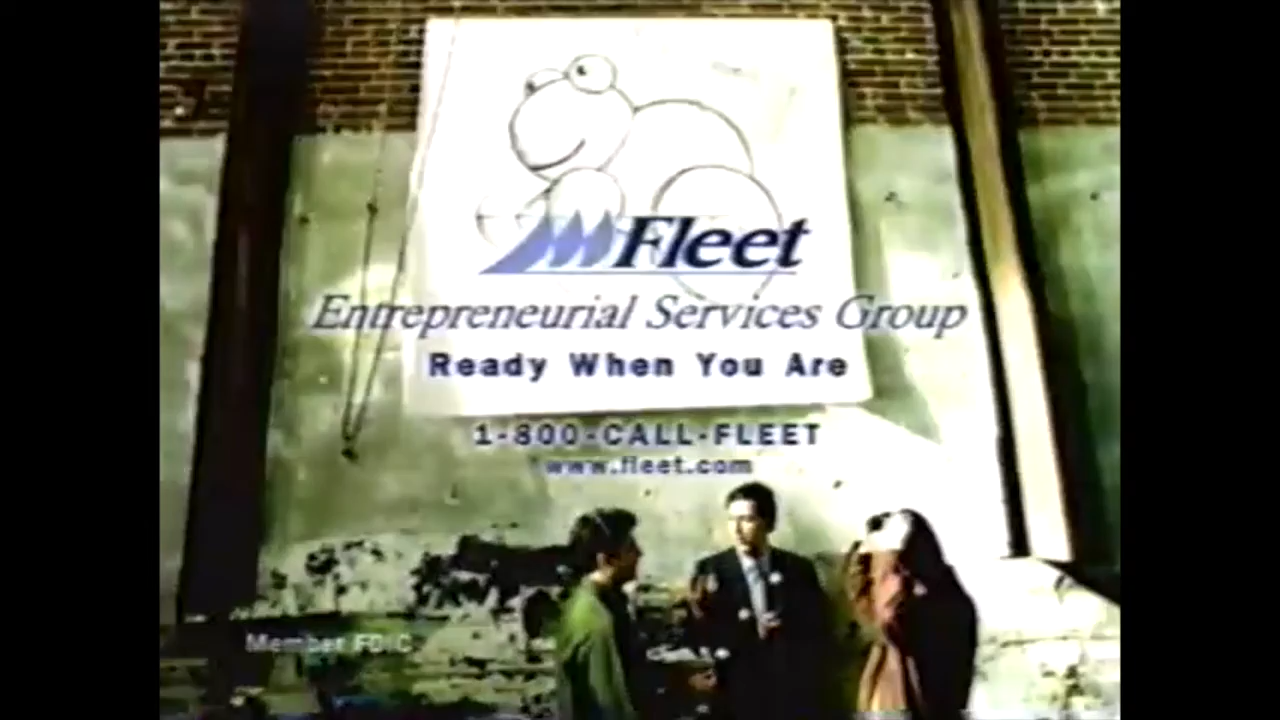 Fleet
Entrepreneurial Services Group
Ready When You Are
1-800-CALL-FLEET
www.fleet.com
Member FDIC